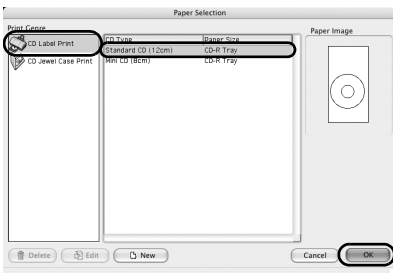 Paper Selection
Print Genre
CD Label Print
CD Jewel Case Print
CD Type Paper Size
Standard CD (12cm) CD-R Tray
Mini CD (8cm) CD-R Tray
Paper Image
Delete Edit New Cancel OK